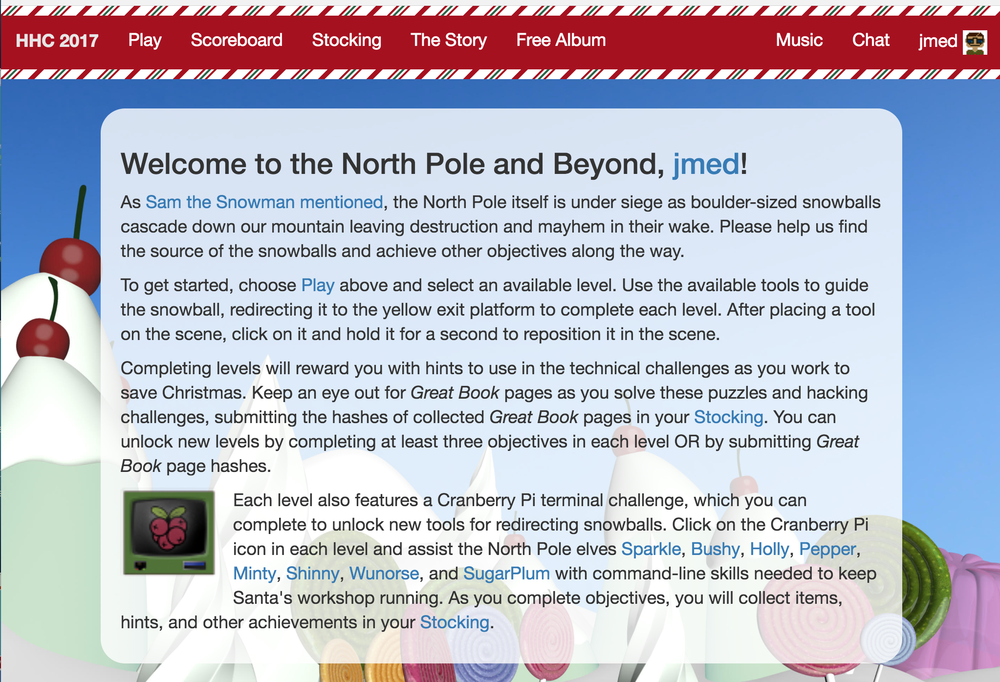 HHC 2017 Play Scoreboard Stocking The Story Free Album Music Chat jmed
Welcome to the North Pole and Beyond, jmed!
As Sam the Snowman mentioned, the North Pole itself is under siege as boulder-sized snowballs
cascade down our mountain leaving destruction and mayhem in their wake. Please help us find
the source of the snowballs and achieve other objectives along the way.
To get started, choose Play above and select an available level. Use the available tools to guide
the snowball, redirecting it to the yellow exit platform to complete each level. After placing a tool
on the scene, click on it and hold it for a second to reposition it in the scene.
Completing levels will reward you with hints to use in the technical challenges as you work to
save Christmas. Keep an eye out for Great Book pages as you solve these puzzles and hacking
challenges, submitting the hashes of collected Great Book pages in your Stocking. You can
unlock new levels by completing at least three objectives in each level OR by submitting Great
Book page hashes.
Each level also features a Cranberry Pi terminal challenge, which you can
complete to unlock new tools for redirecting snowballs. Click on the Cranberry Pi
icon in each level and assist the North Pole elves Sparkle, Bushy, Holly, Pepper,
Minty, Shinny, Wunorse, and SugarPlum with command-line skills needed to keep
Santa's workshop running. As you complete objectives, you will collect items,
hints, and other achievements in your Stocking.